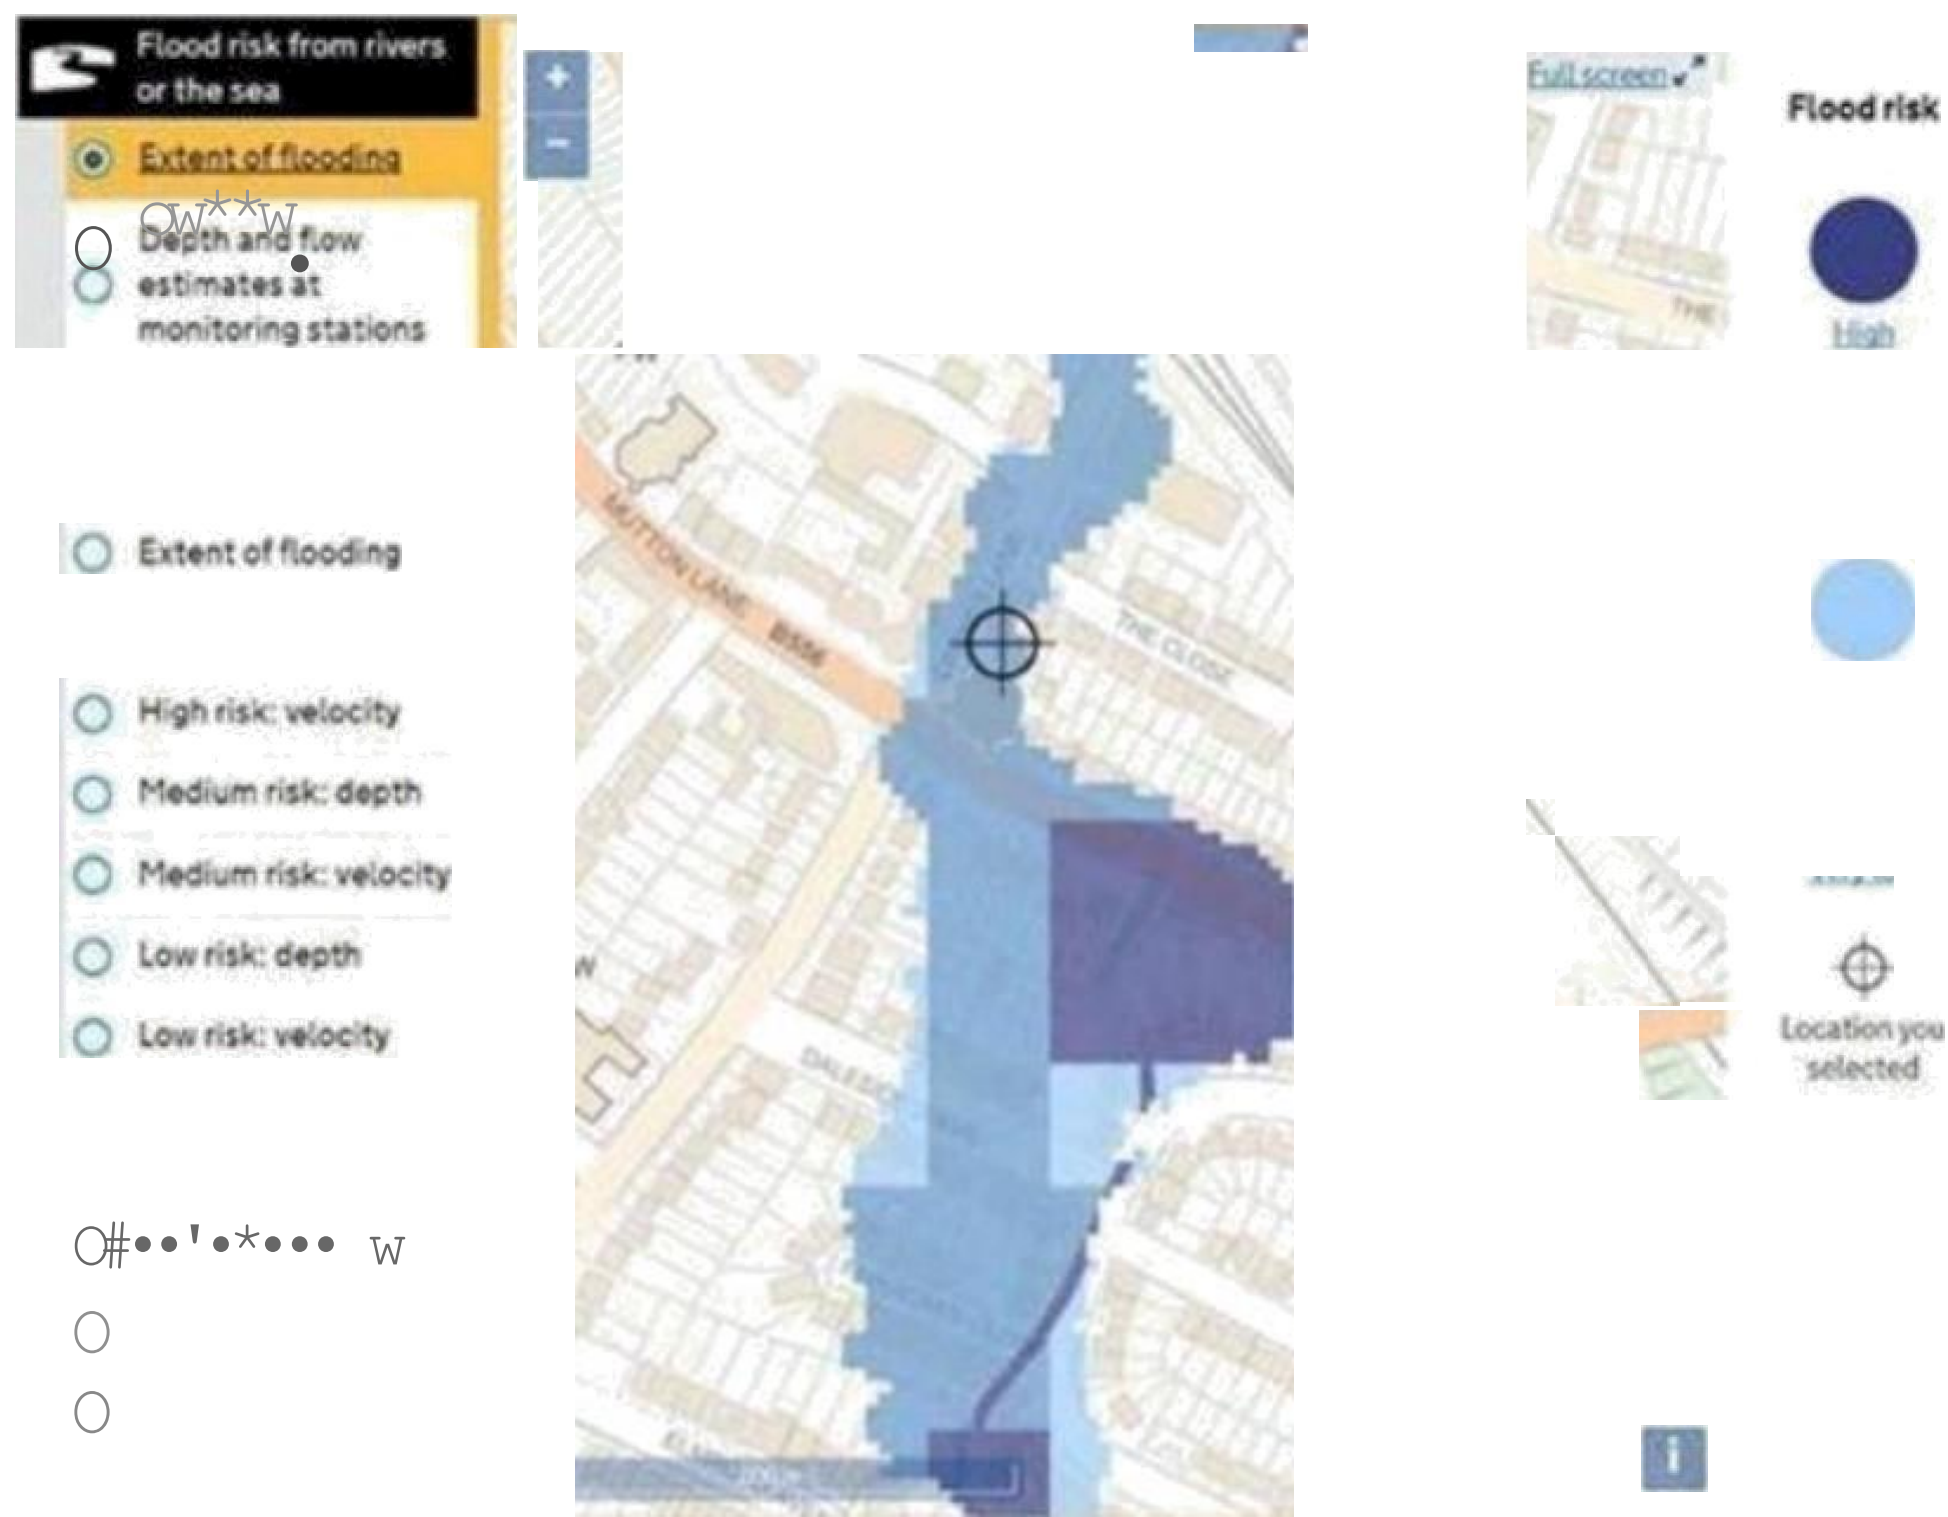 Flood risk from rivers
or the sea
Extent of flooding
Depth and flow
estimates at
monitoring stations
Extent of flooding
High risk: velocity
Medium risk: depth
Medium risk: velocity
Low risk: depth
Low risk: velocity
+
−
MUTTON LANE B556
THE CLOSE
Full screen
THE
Flood risk
High
Location you
selected
i